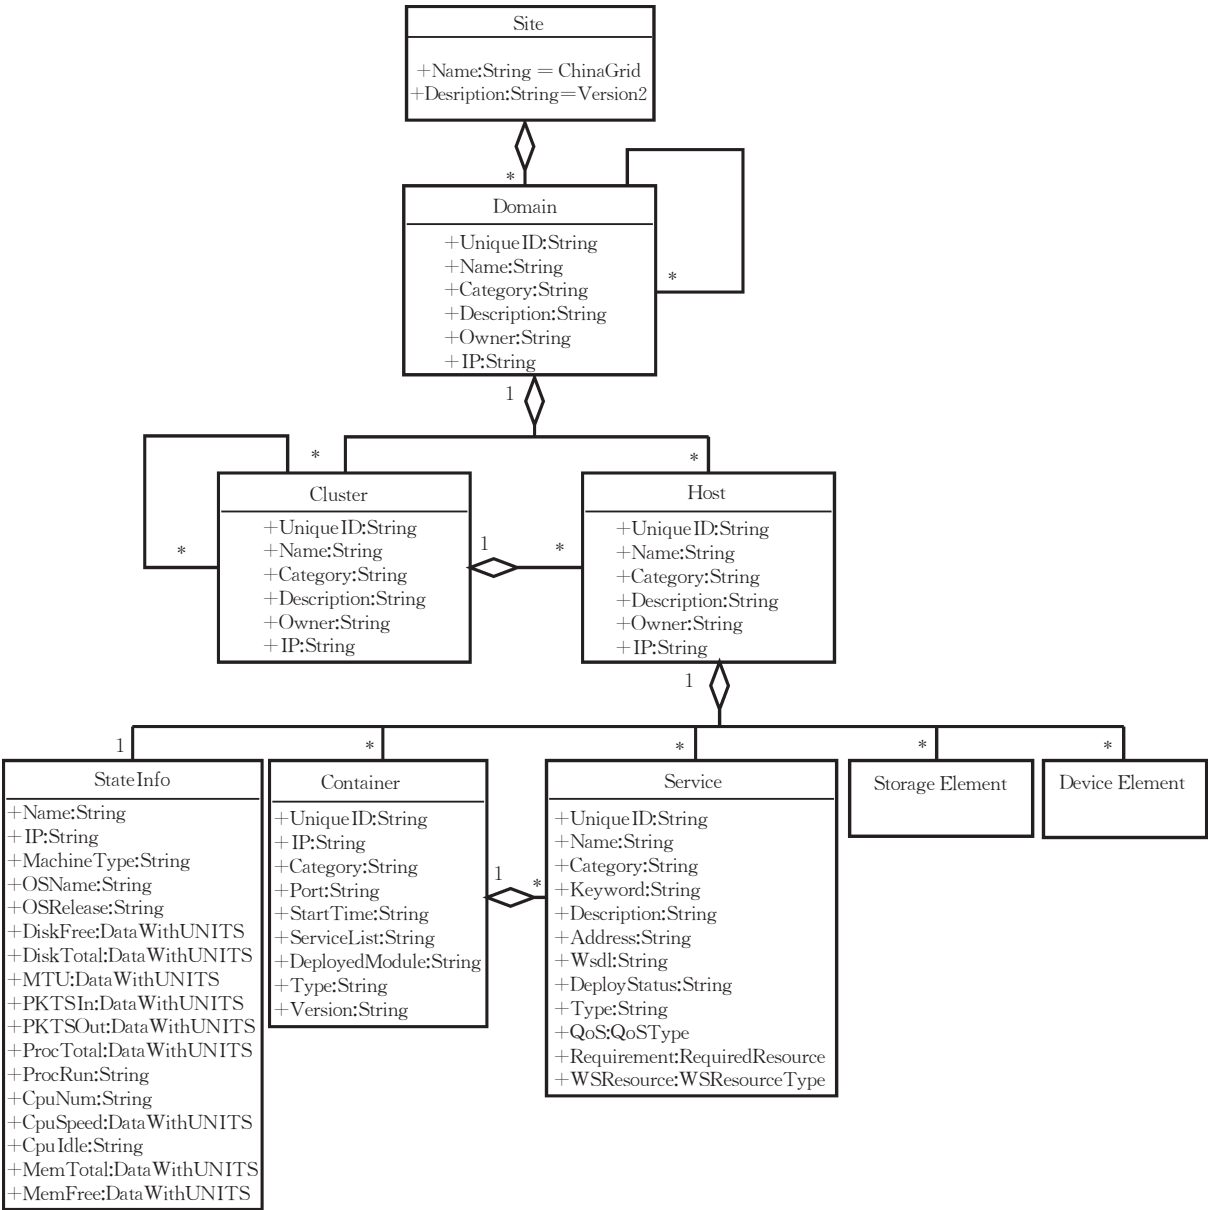 Site
+Name:String = ChinaGrid
+Desription:String=Version2
*
Domain
+UniqueID:String
+Name:String
+Category:String
+Description:String
+Owner:String
+IP:String
*
1
*
*
Cluster
+UniqueID:String
+Name:String
+Category:String
+Description:String
+Owner:String
+IP:String
*
1
*
Host
+UniqueID:String
+Name:String
+Category:String
+Description:String
+Owner:String
+IP:String
1
1
*
*
*
*
StateInfo
+Name:String
+IP:String
+MachineType:String
+OSName:String
+OSRelease:String
+DiskFree:DataWithUNITS
+DiskTotal:DataWithUNITS
+MTU:DataWithUNITS
+PKTSIn:DataWithUNITS
+PKTSOut:DataWithUNITS
+ProcTotal:DataWithUNITS
+ProcRun:String
+CpuNum:String
+CpuSpeed:DataWithUNITS
+CpuIdle:String
+MemTotal:DataWithUNITS
+MemFree:DataWithUNITS
Container
+UniqueID:String
+IP:String
+Category:String
+Port:String
+StartTime:String
+ServiceList:String
+DeployedModule:String
+Type:String
+Version:String
1
*
Service
+UniqueID:String
+Name:String
+Category:String
+Keyword:String
+Description:String
+Address:String
+Wsdl:String
+DeployStatus:String
+Type:String
+QoS:QoSType
+Requirement:RequiredResource
+WSResource:WSResourceType
Storage Element
Device Element